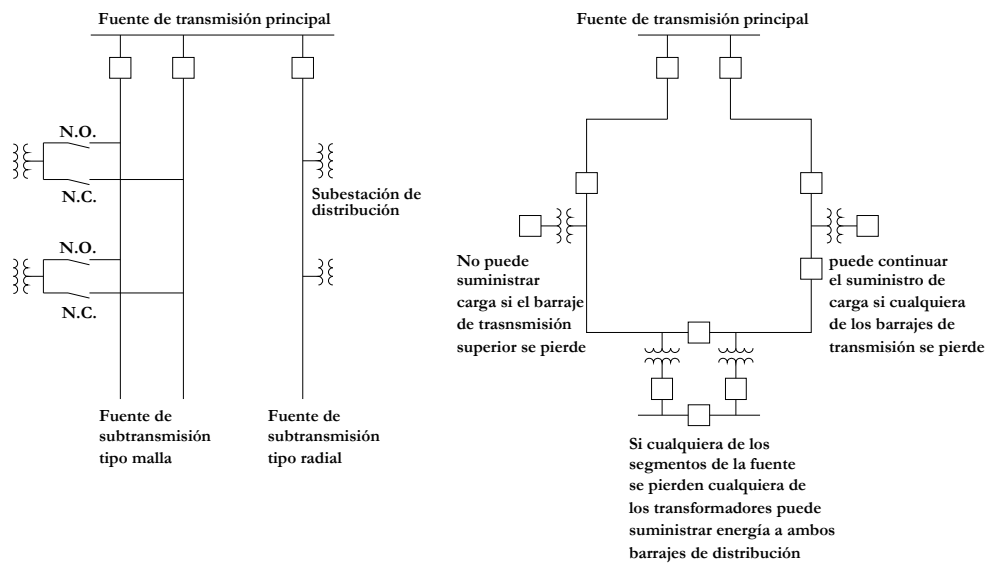 Fuente de transmisión principal
N.O.
N.C.
Subestación de
distribución
N.O.
N.C.
Fuente de
subtransmisión
tipo malla
Fuente de
subtransmisión
tipo radial
Fuente de transmisión principal
No puede
suministrar
carga si el barraje
de trasnsmisión
superior se pierde
puede continuar
el suministro de
carga si cualquiera
de los barrajes de
transmisión se pierde
Si cualquiera de los
segmentos de la fuente
se pierden cualquiera de
los transformadores puede
suministrar energía a ambos
barrajes de distribución